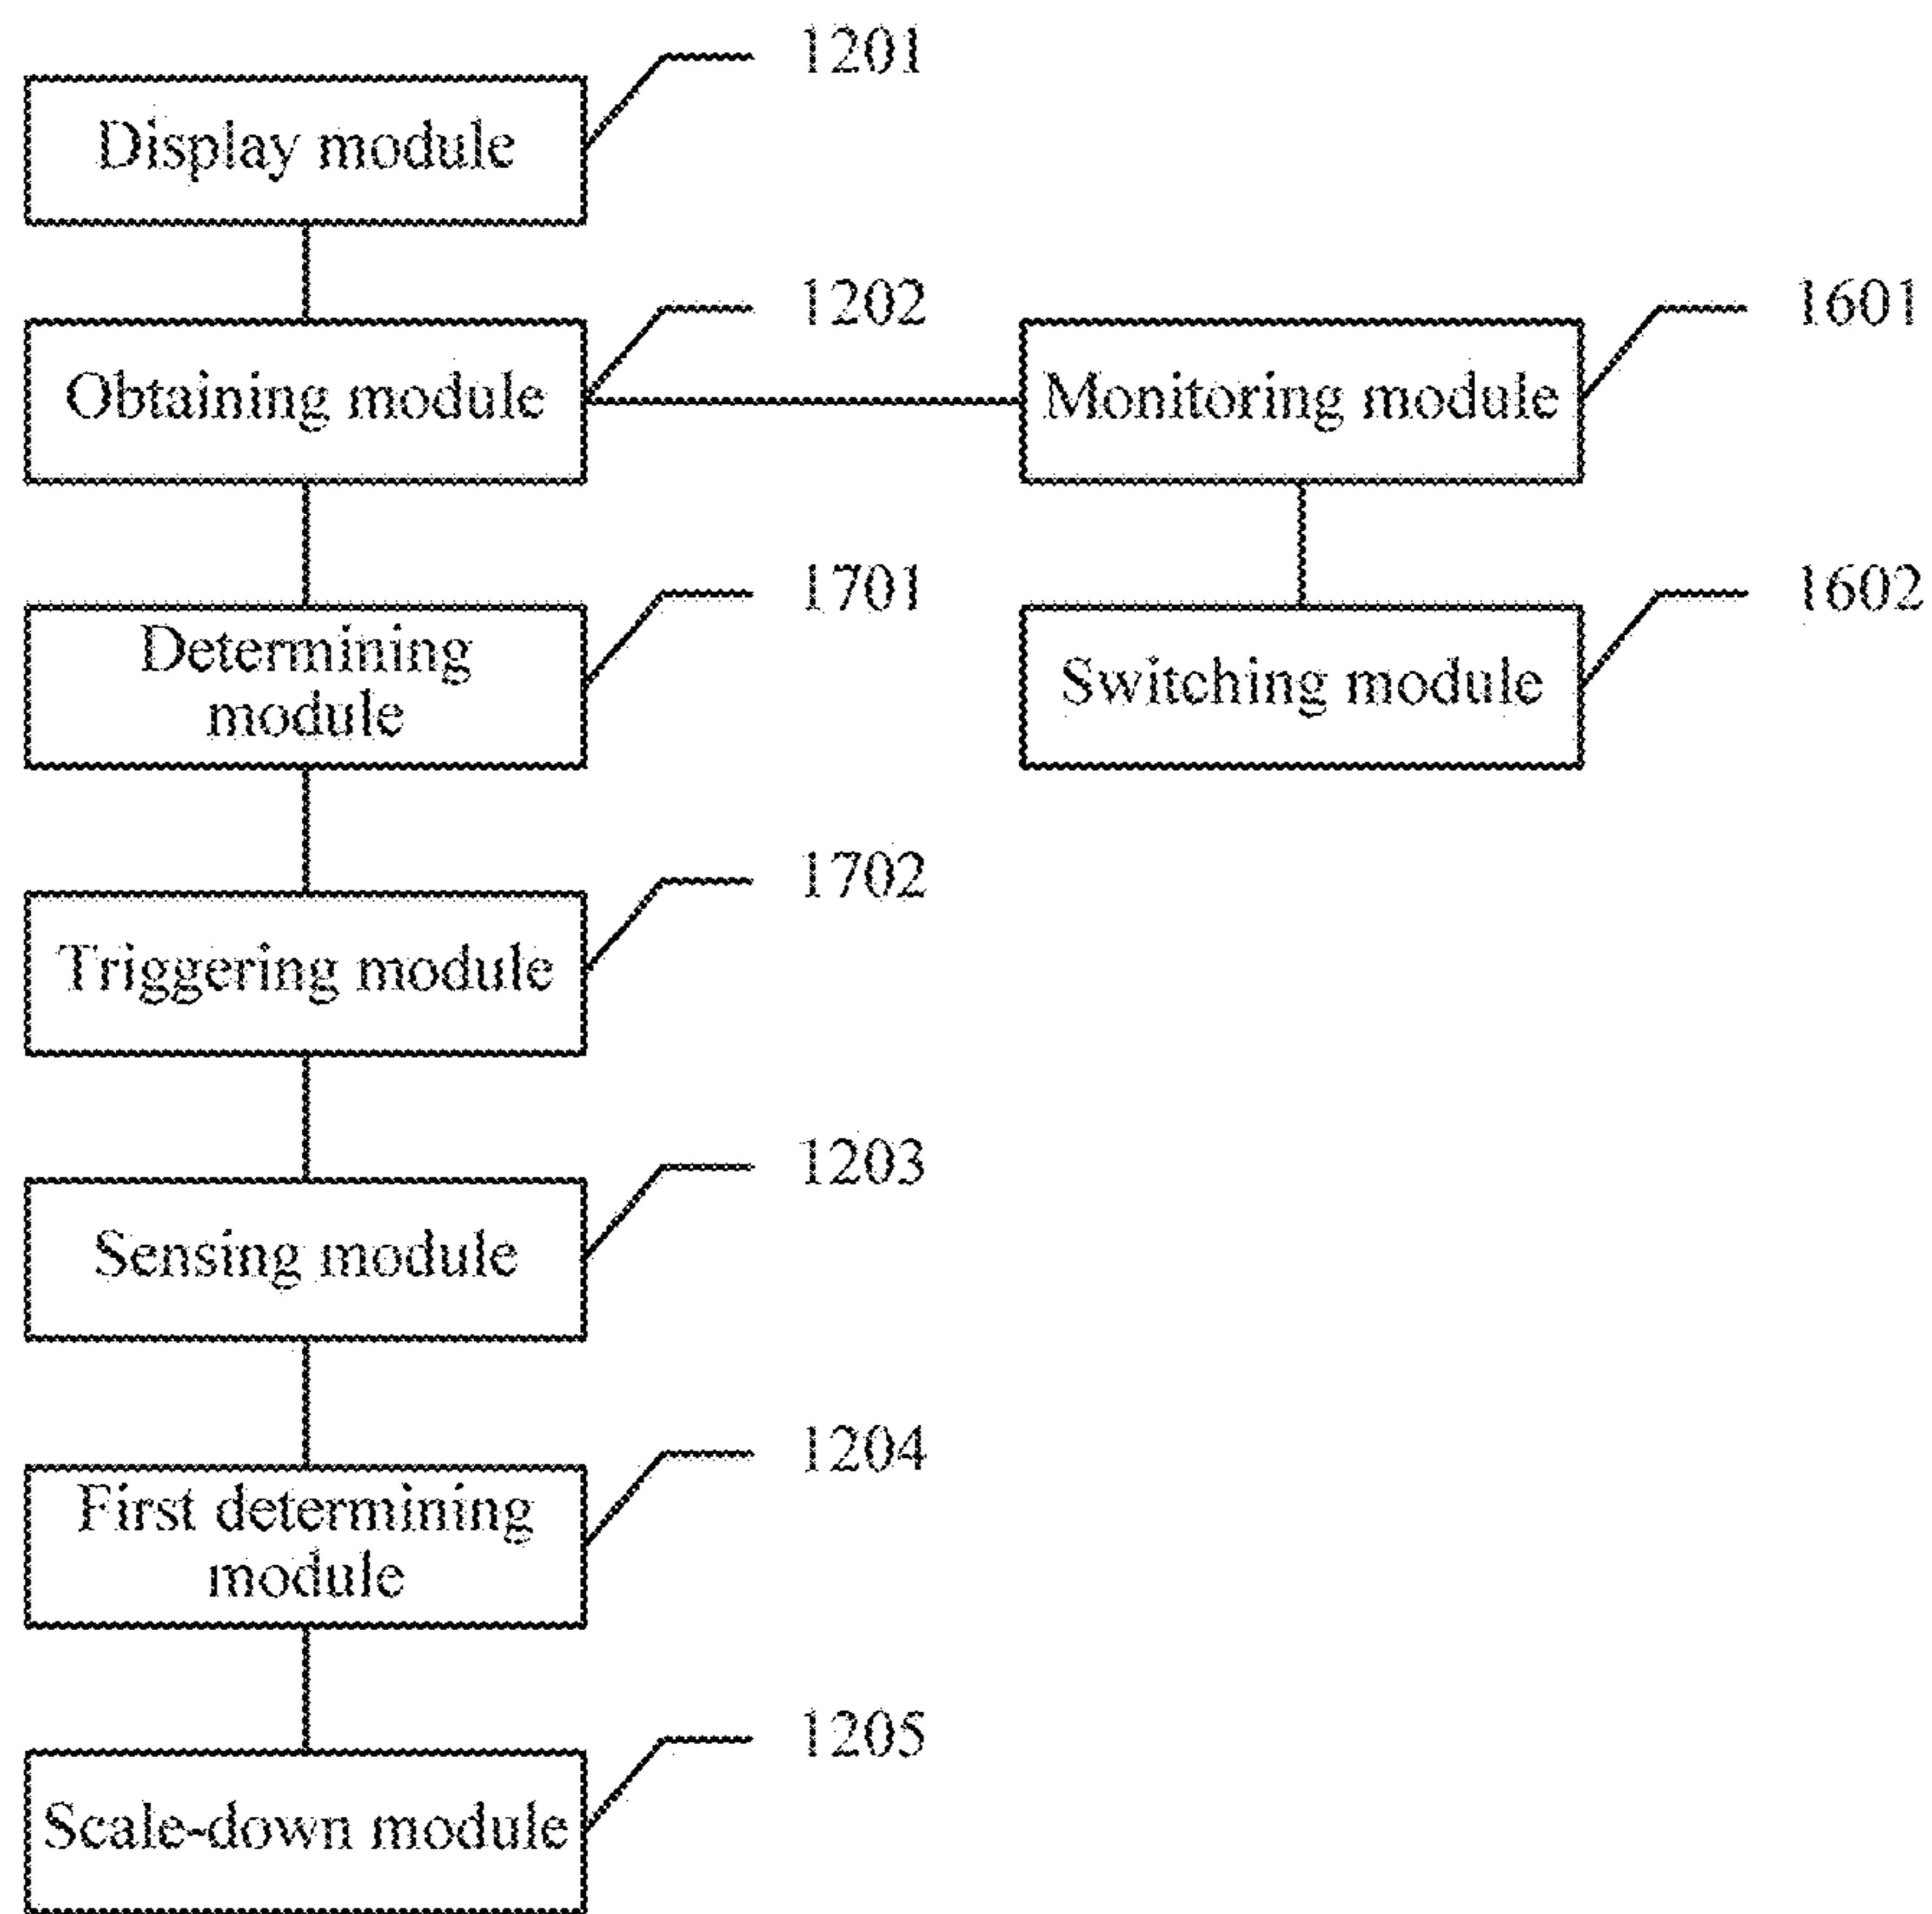 1201
Display module
1202
1601
Obtaining module
Monitoring module
1701
1602
Determining
module
Switching module
1702
Triggering module
1203
Sensing module
1204
First determining
module
1205
Scale-down module